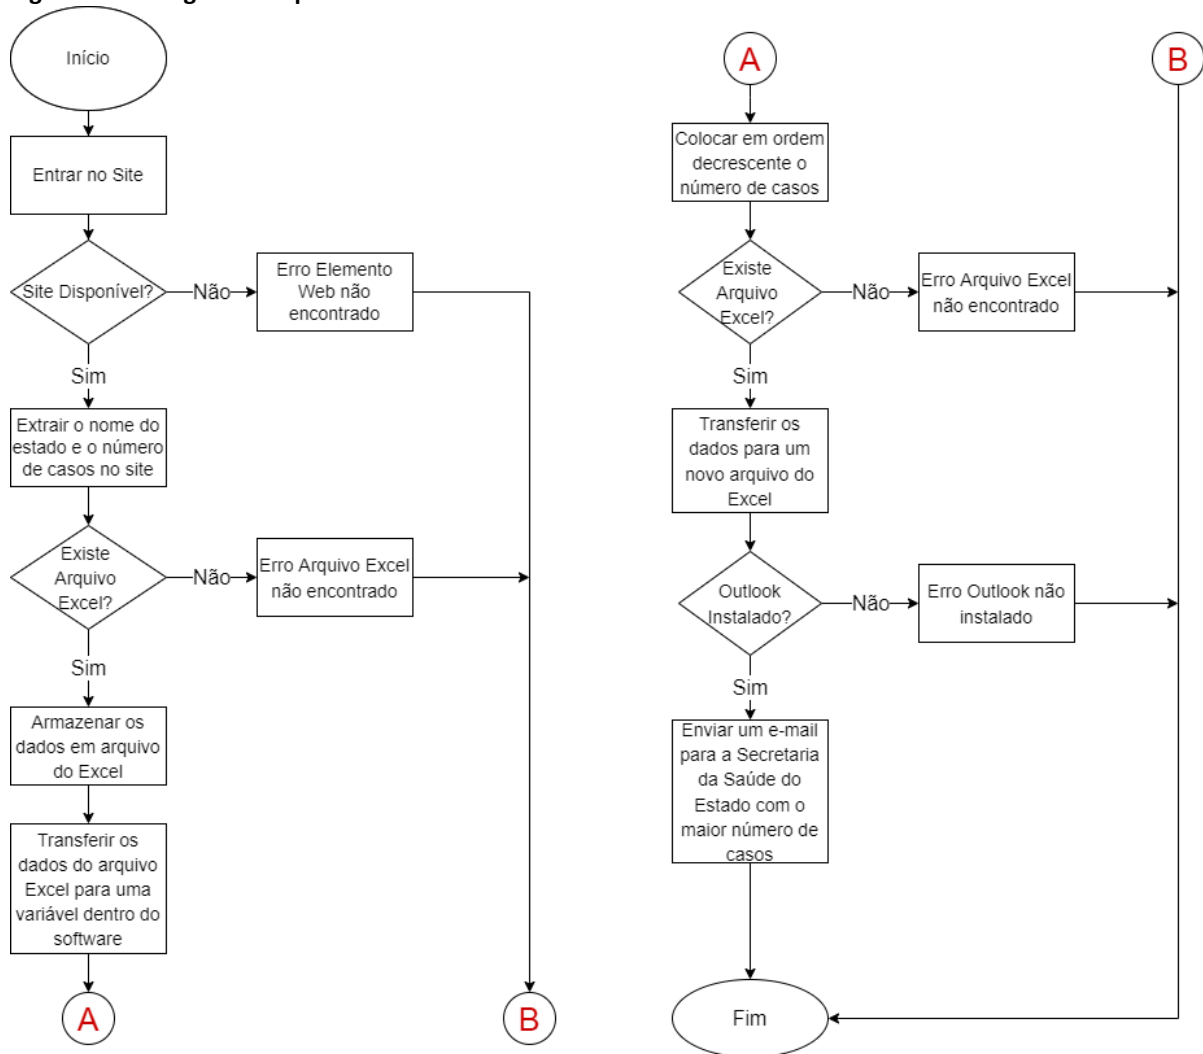 Início
Entrar no Site
Site Disponível?
Não
Erro Elemento
Web não
encontrado
Sim
Extrair o nome do
estado e o número
de casos no site
Existe
Arquivo
Excel?
Não
Erro Arquivo Excel
não encontrado
Sim
Armazenar os
dados em arquivo
do Excel
Transferir os
dados do arquivo
Excel para uma
variável dentro do
software
A
B
A
B
Colocar em ordem
decrescente o
número de casos
Existe
Arquivo
Excel?
Não
Erro Arquivo Excel
não encontrado
Sim
Transferir os
dados para um
novo arquivo do
Excel
Outlook
Instalado?
Não
Erro Outlook não
instalado
Sim
Enviar um e-mail
para a Secretaria
da Saúde do
Estado com o
maior número de
casos
Fim